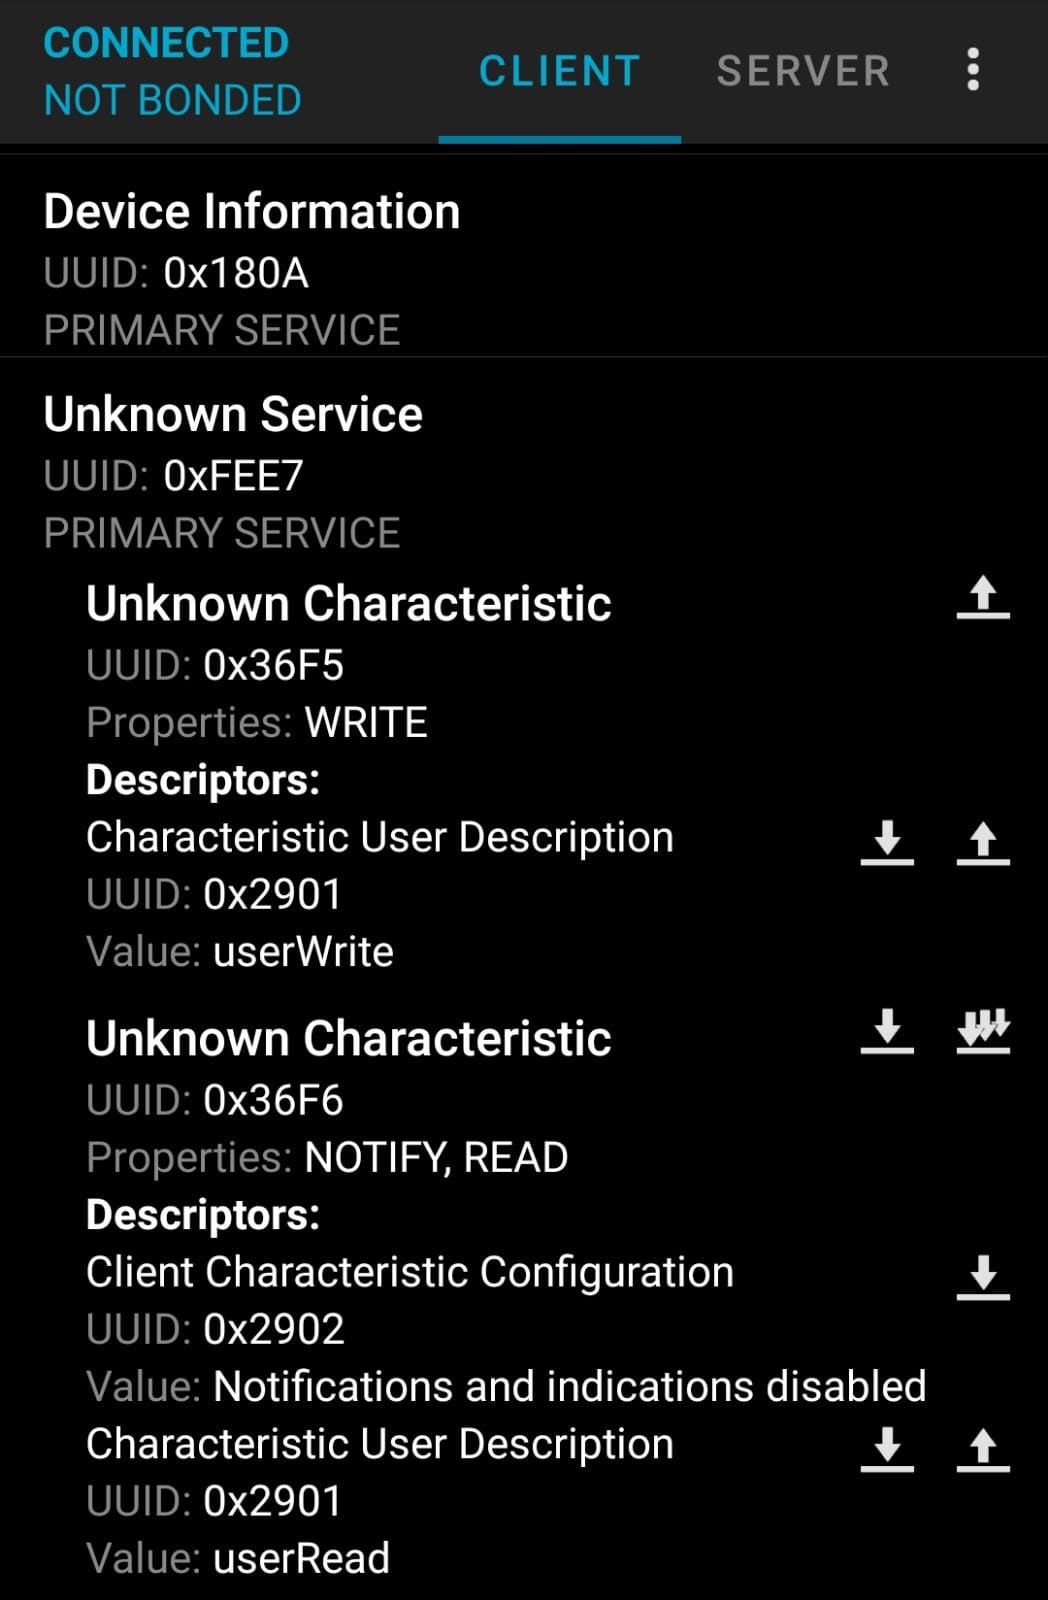 CONNECTED
NOT BONDED
CLIENT
SERVER
Device Information
UUID: 0x180A
PRIMARY SERVICE
Unknown Service
UUID: 0xFEE7
PRIMARY SERVICE
Unknown Characteristic
UUID: 0x36F5
Properties: WRITE
Descriptors:
Characteristic User Description
UUID: 0x2901
Value: userWrite
Unknown Characteristic
UUID: 0x36F6
Properties: NOTIFY, READ
Descriptors:
Client Characteristic Configuration
UUID: 0x2902
Value: Notifications and indications disabled
Characteristic User Description
UUID: 0x2901
Value: userRead